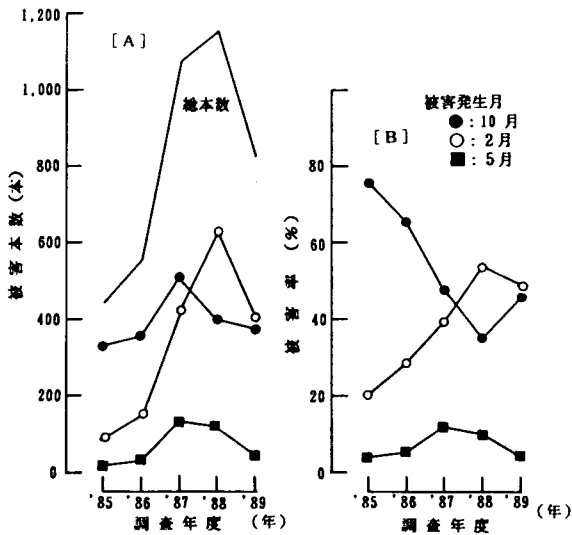 [A]
1,200
1,000
800
600
400
200
0
被害本数(本)
総本数
'85 '86 '87 '88 '89
(年)
調査年度
[B]
被害発生月
●:10月
○:2月
■:5月
80
60
40
20
0
被害率(%)
'85 '86 '87 '88 '89
(年)
調査年度